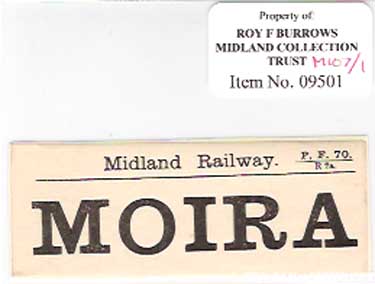 Property of:
ROY F BURROWS
MIDLAND COLLECTION
TRUST M107/1
Item No. 09501
Midland Railway. P. F. 70.
MOIRA